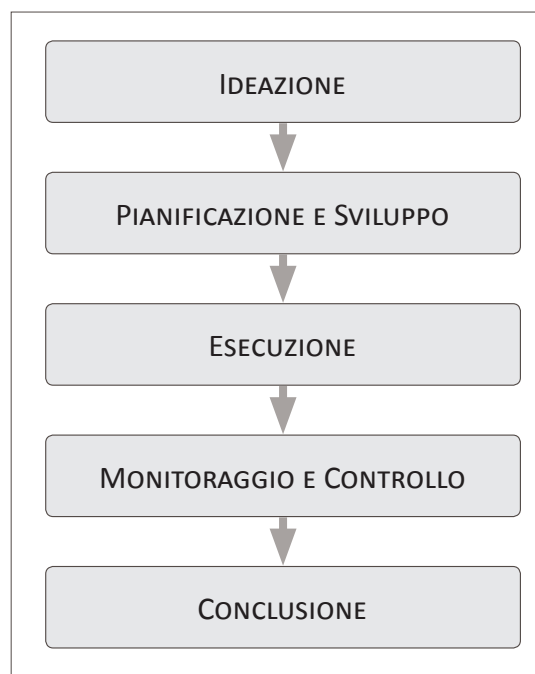 Ideazione
Pianificazione e Sviluppo
Esecuzione
Monitoraggio e Controllo
Conclusione